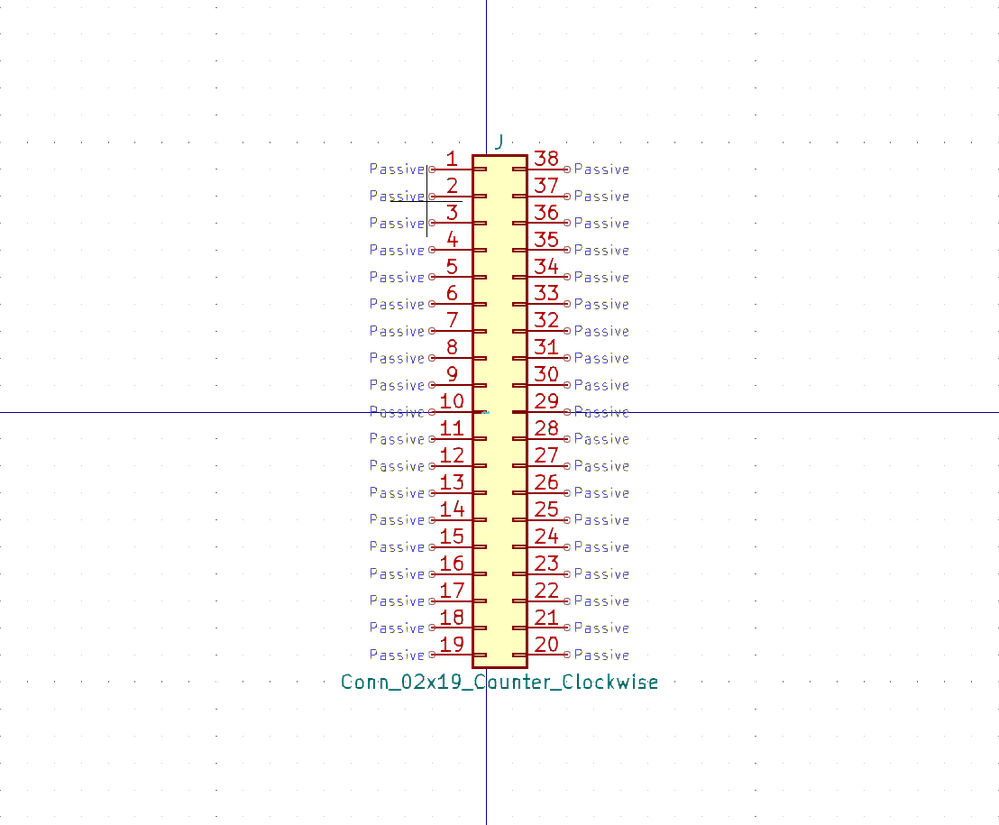 J
Passive 1 38 Passive
Passive 2 37 Passive
Passive 3 36 Passive
Passive 4 35 Passive
Passive 5 34 Passive
Passive 6 33 Passive
Passive 7 32 Passive
Passive 8 31 Passive
Passive 9 30 Passive
Passive 10 29 Passive
Passive 11 28 Passive
Passive 12 27 Passive
Passive 13 26 Passive
Passive 14 25 Passive
Passive 15 24 Passive
Passive 16 23 Passive
Passive 17 22 Passive
Passive 18 21 Passive
Passive 19 20 Passive
Conn_02x19_Counter_Clockwise